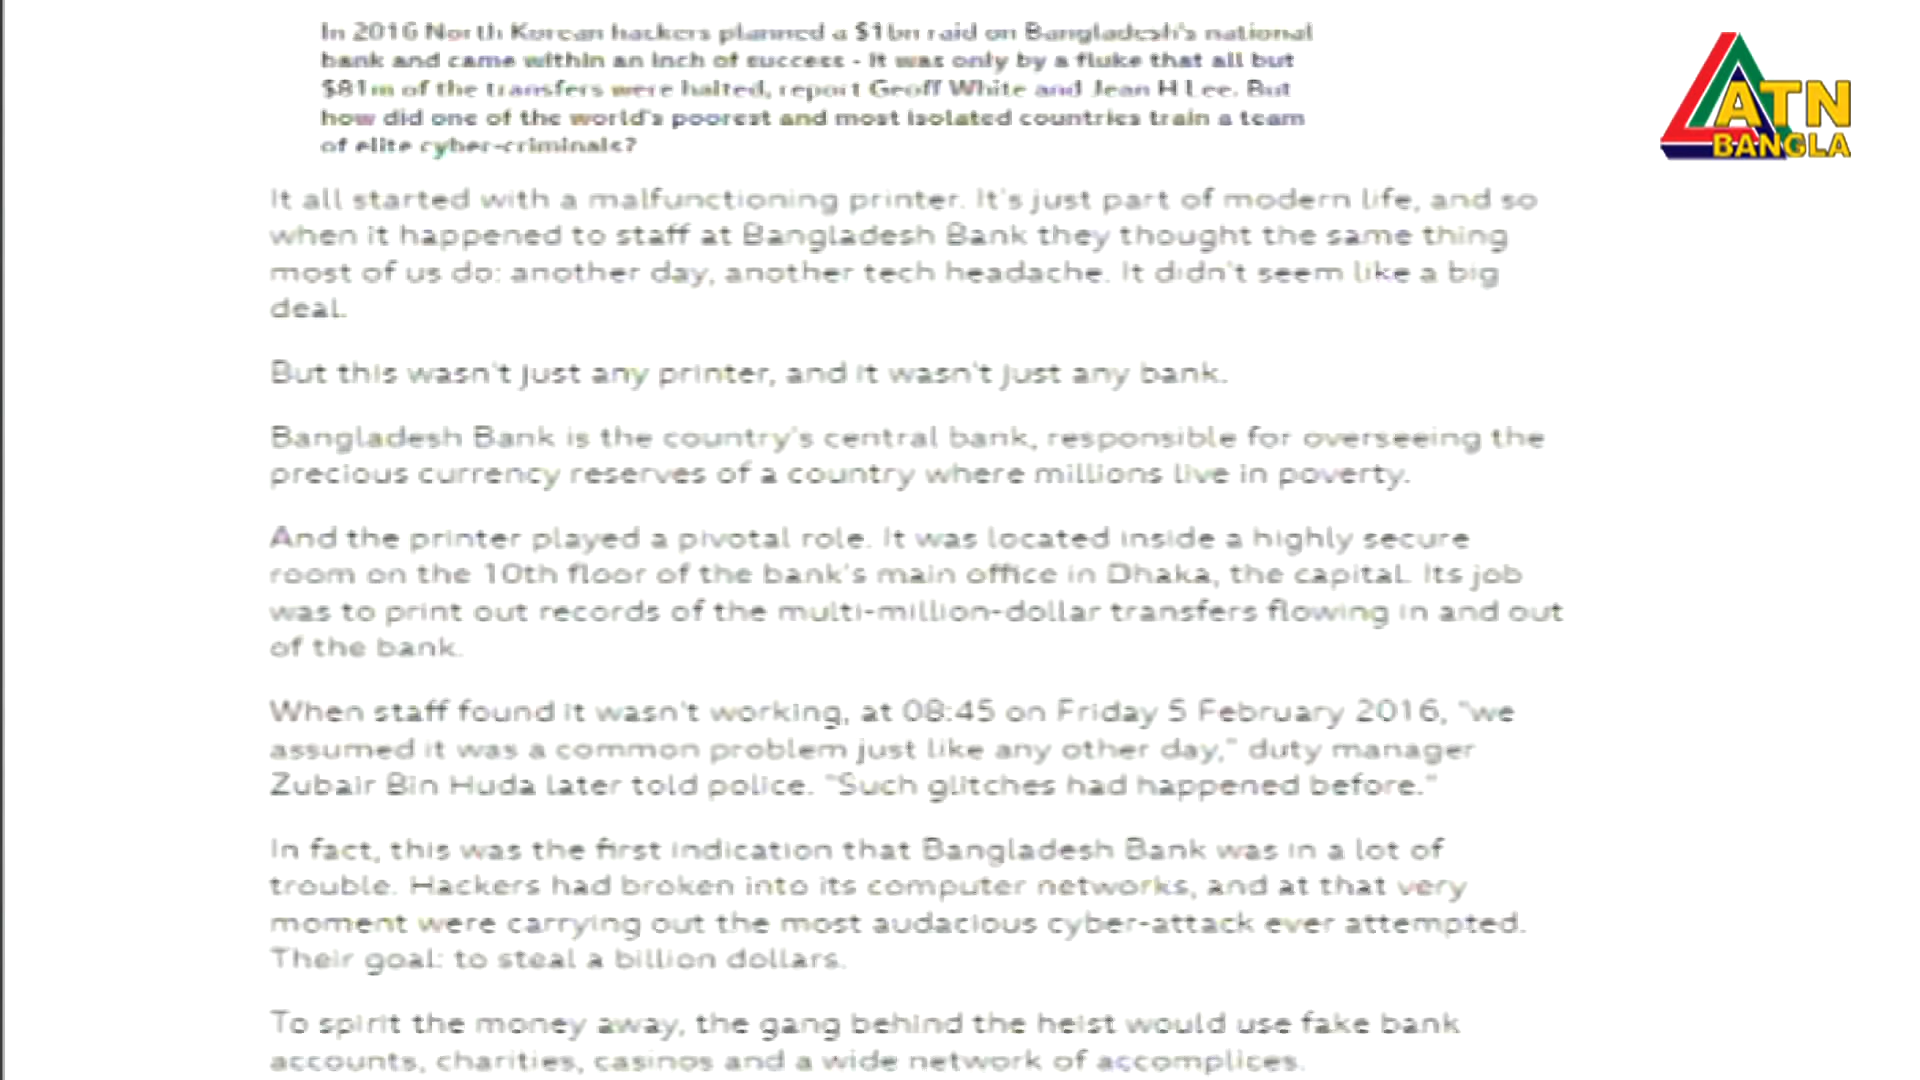 In 2016 North Korean hackers planned a $1bn raid on Bangladesh's national
bank and came within an inch of success - it was only by a fluke that all but
$81m of the transfers were halted, report Geoff White and Jean H Lee. But
how did one of the world's poorest and most isolated countries train a team
of elite cyber-criminals?
ATN
BANGLA
It all started with a malfunctioning printer. It's just part of modern life, and so
when it happened to staff at Bangladesh Bank they thought the same thing
most of us do: another day, another tech headache. It didn't seem like a big
deal.
But this wasn't just any printer, and it wasn't just any bank.
Bangladesh Bank is the country's central bank, responsible for overseeing the
precious currency reserves of a country where millions live in poverty.
And the printer played a pivotal role. It was located inside a highly secure
room on the 10th floor of the bank's main office in Dhaka, the capital. Its job
was to print out records of the multi-million-dollar transfers flowing in and out
of the bank.
When staff found it wasn't working, at 08:45 on Friday 5 February 2016, "we
assumed it was a common problem just like any other day," duty manager
Zubair Bin Huda later told police. "Such glitches had happened before."
In fact, this was the first indication that Bangladesh Bank was in a lot of
trouble. Hackers had broken into its computer networks, and at that very
moment were carrying out the most audacious cyber-attack ever attempted.
Their goal: to steal a billion dollars.
To spirit the money away, the gang behind the heist would use fake bank
accounts, charities, casinos and a wide network of accomplices.